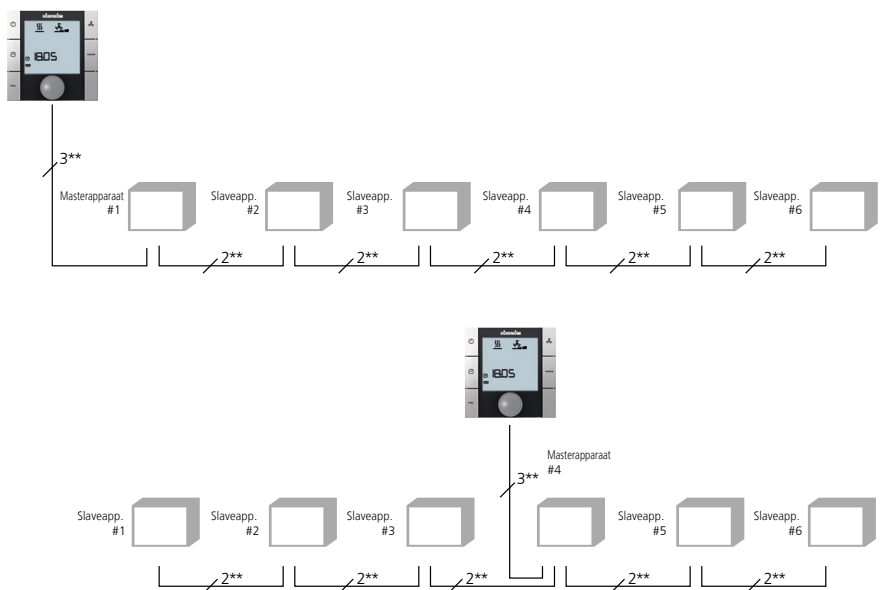 18:05
3**
Masterapparaat
#1
Slaveapp.
#2
Slaveapp.
#3
Slaveapp.
#4
Slaveapp.
#5
Slaveapp.
#6
2**
2**
2**
2**
2**
18:05
3**
Masterapparaat
#4
Slaveapp.
#1
Slaveapp.
#2
Slaveapp.
#3
Slaveapp.
#5
Slaveapp.
#6
2**
2**
2**
2**
2**